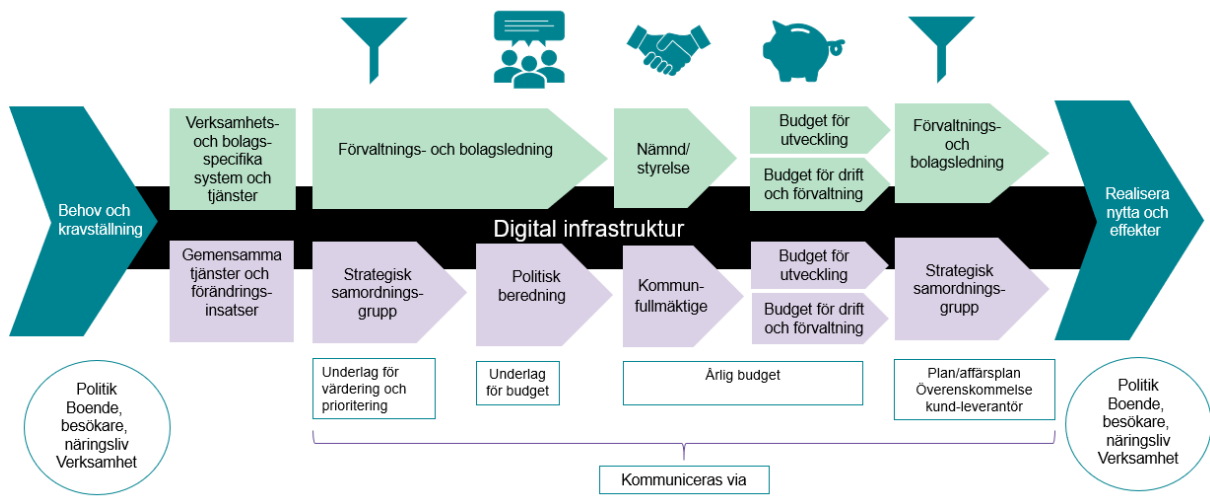 Behov och
kravställning
Verksamhets-
och bolags-
specifika
system och
tjänster
Förvaltnings- och bolagsledning
Nämnd/
styrelse
Budget för
utveckling
Budget för drift
och förvaltning
Förvaltnings-
och
bolagsledning
Digital infrastruktur
Gemensamma
tjänster och
förändrings-
insatser
Strategisk
samordnings-
grupp
Politisk
beredning
Kommun-
fullmäktige
Budget för
utveckling
Budget för drift
och förvaltning
Strategisk
samordnings-
grupp
Realisera
nytta och
effekter
Politik
Boende,
besökare,
näringsliv
Verksamhet
Underlag för
värdering och
prioritering
Underlag
för budget
Årlig budget
Plan/affärsplan
Överenskommelse
kund-leverantör
Politik
Boende,
besökare,
näringsliv
Verksamhet
Kommuniceras via